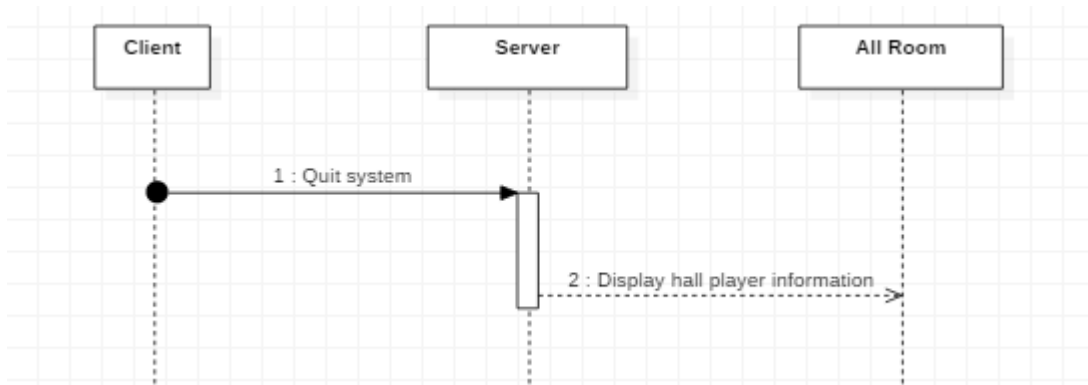 Client
Server
All Room
1 : Quit system
2 : Display hall player information